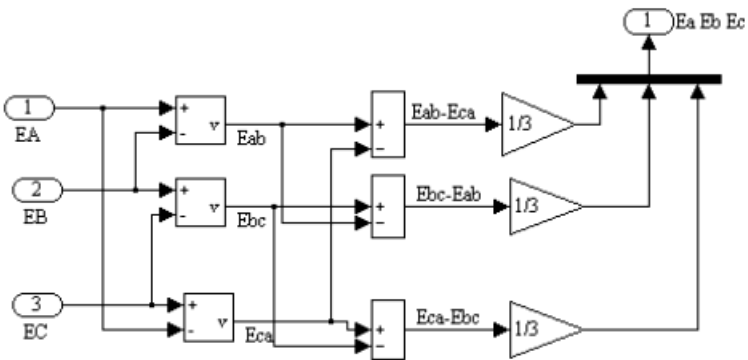 1 Ea Eb Ec
1 + - v Eab + − Eab-Eca 1/3
EA
2 + - v Ebc + − Ebc-Eab 1/3
EB
3 + - v Eca + − Eca-Ebc 1/3
EC